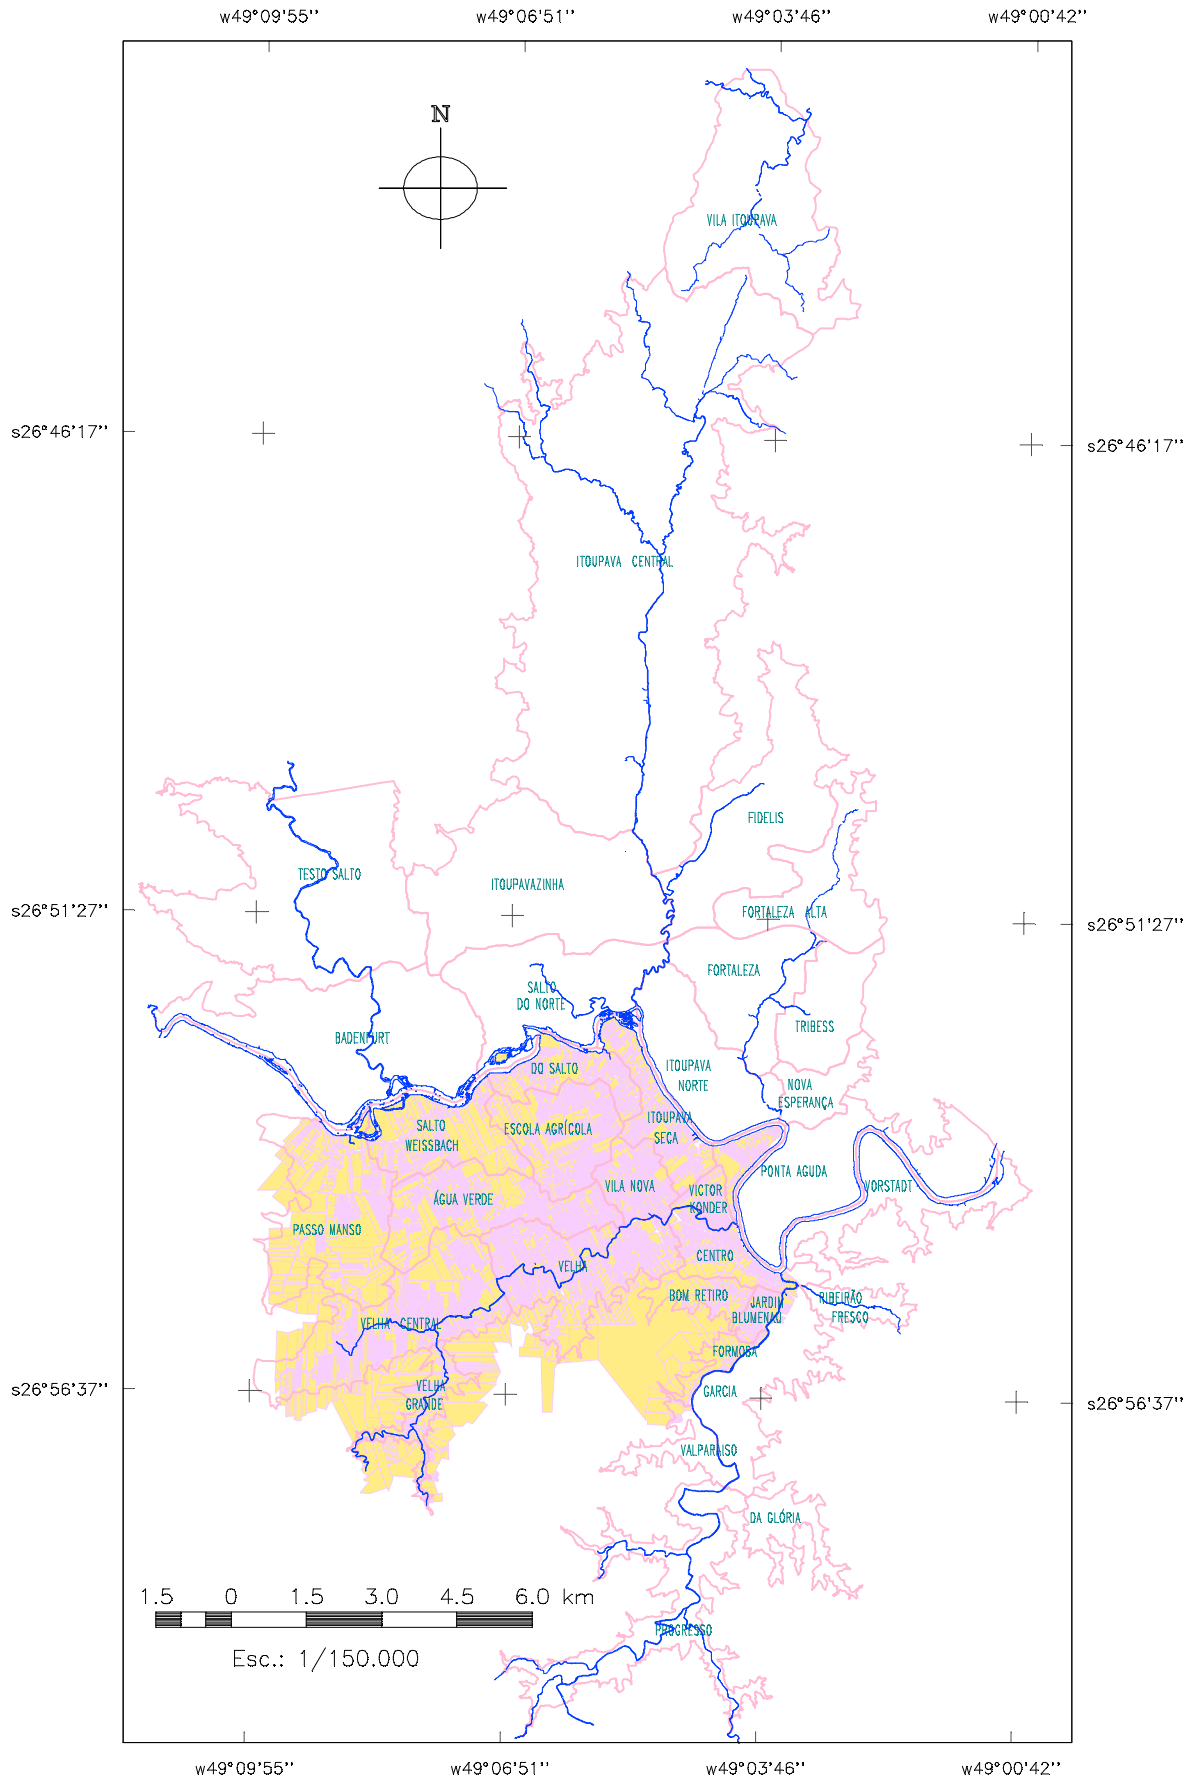 w49°09'55'' w49°06'51'' w49°03'46'' w49°00'42''
N
VILA ITOUPAVA
s26°46'17'' s26°46'17''
ITOUPAVA CENTRAL
FIDELIS
TESTO SALTO
ITOUPAVAZINHA
s26°51'27'' s26°51'27''
FORTALEZA ALTA
FORTALEZA
SALTO
DO NORTE
TRIBESS
BADENFURT
DO SALTO
ITOUPAVA
NORTE
NOVA
ESPERANÇA
SALTO
WEISSBACH
ESCOLA AGRÍCOLA
ITOUPAVA
SECA
PONTA AGUDA
VORSTADT
ÁGUA VERDE
VILA NOVA
VICTOR
KONDER
PASSO MANSO
CENTRO
VELHA
BOM RETIRO
JARDIM
BLUMENAU
RIBEIRÃO
FRESCO
VELHA CENTRAL
FORMOSA
s26°56'37'' s26°56'37''
VELHA
GRANDE
GARCIA
VALPARAISO
DA GLÓRIA
1.5 0 1.5 3.0 4.5 6.0 km
PROGRESSO
Esc.: 1/150.000
w49°09'55'' w49°06'51'' w49°03'46'' w49°00'42''